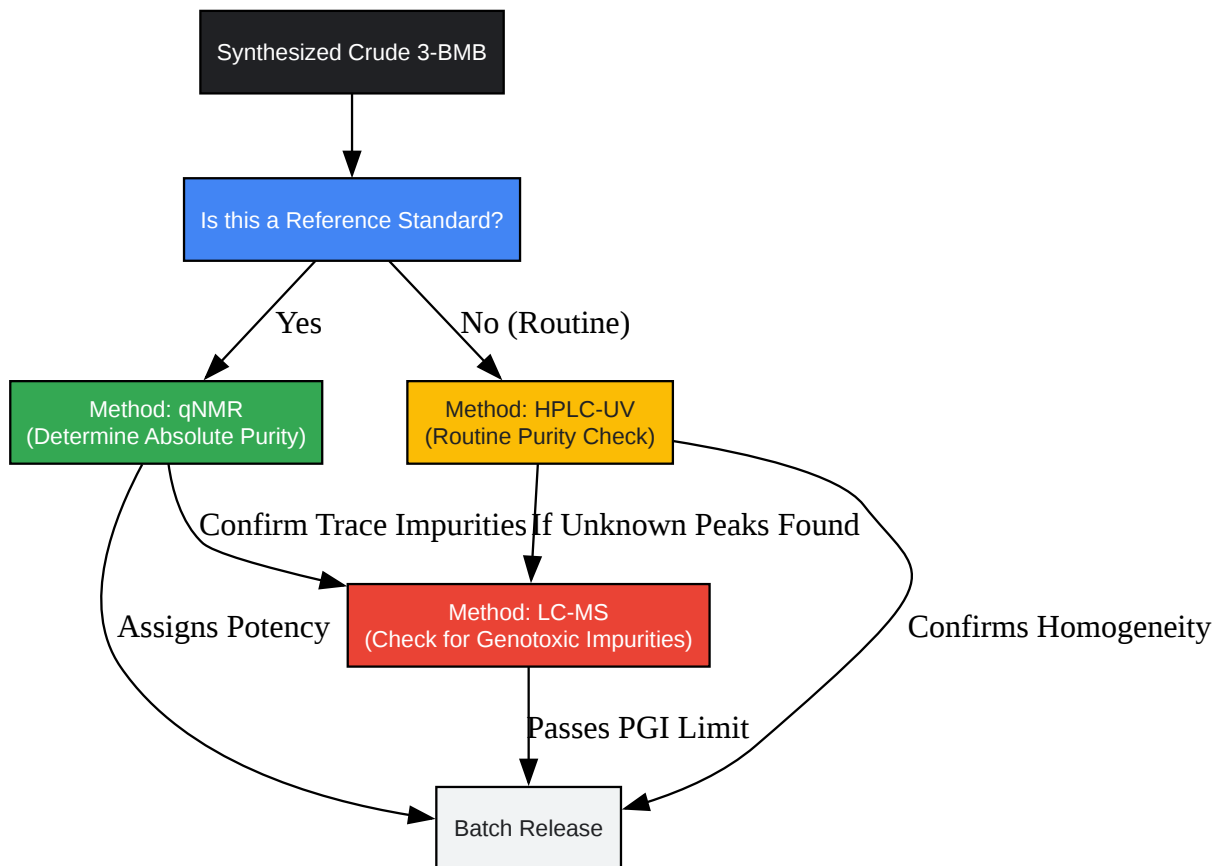 Synthesized Crude 3-BMB
Is this a Reference Standard?
Yes
No (Routine)
Method: qNMR
(Determine Absolute Purity)
Method: HPLC-UV
(Routine Purity Check)
Confirm Trace Impurities
If Unknown Peaks Found
Method: LC-MS
(Check for Genotoxic Impurities)
Assigns Potency
Confirms Homogeneity
Passes PGI Limit
Batch Release